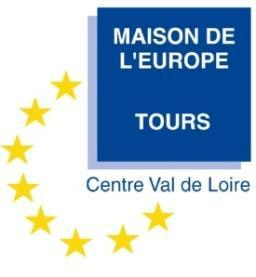 MAISON DE
L'EUROPE
TOURS
Centre Val de Loire